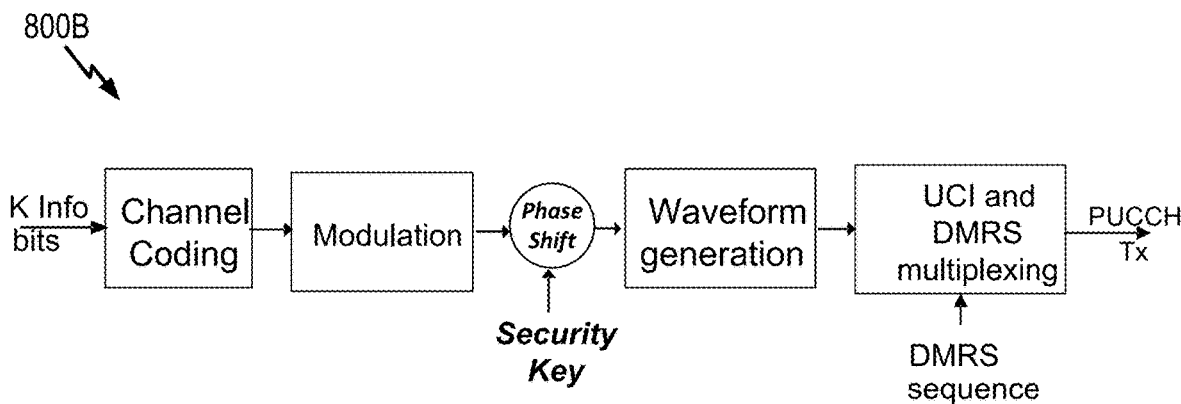 800B
K Info
bits
Channel
Coding
Modulation
Phase
Shift
Security
Key
Waveform
generation
UCI and
DMRS
multiplexing
DMRS
sequence
PUCCH
Tx